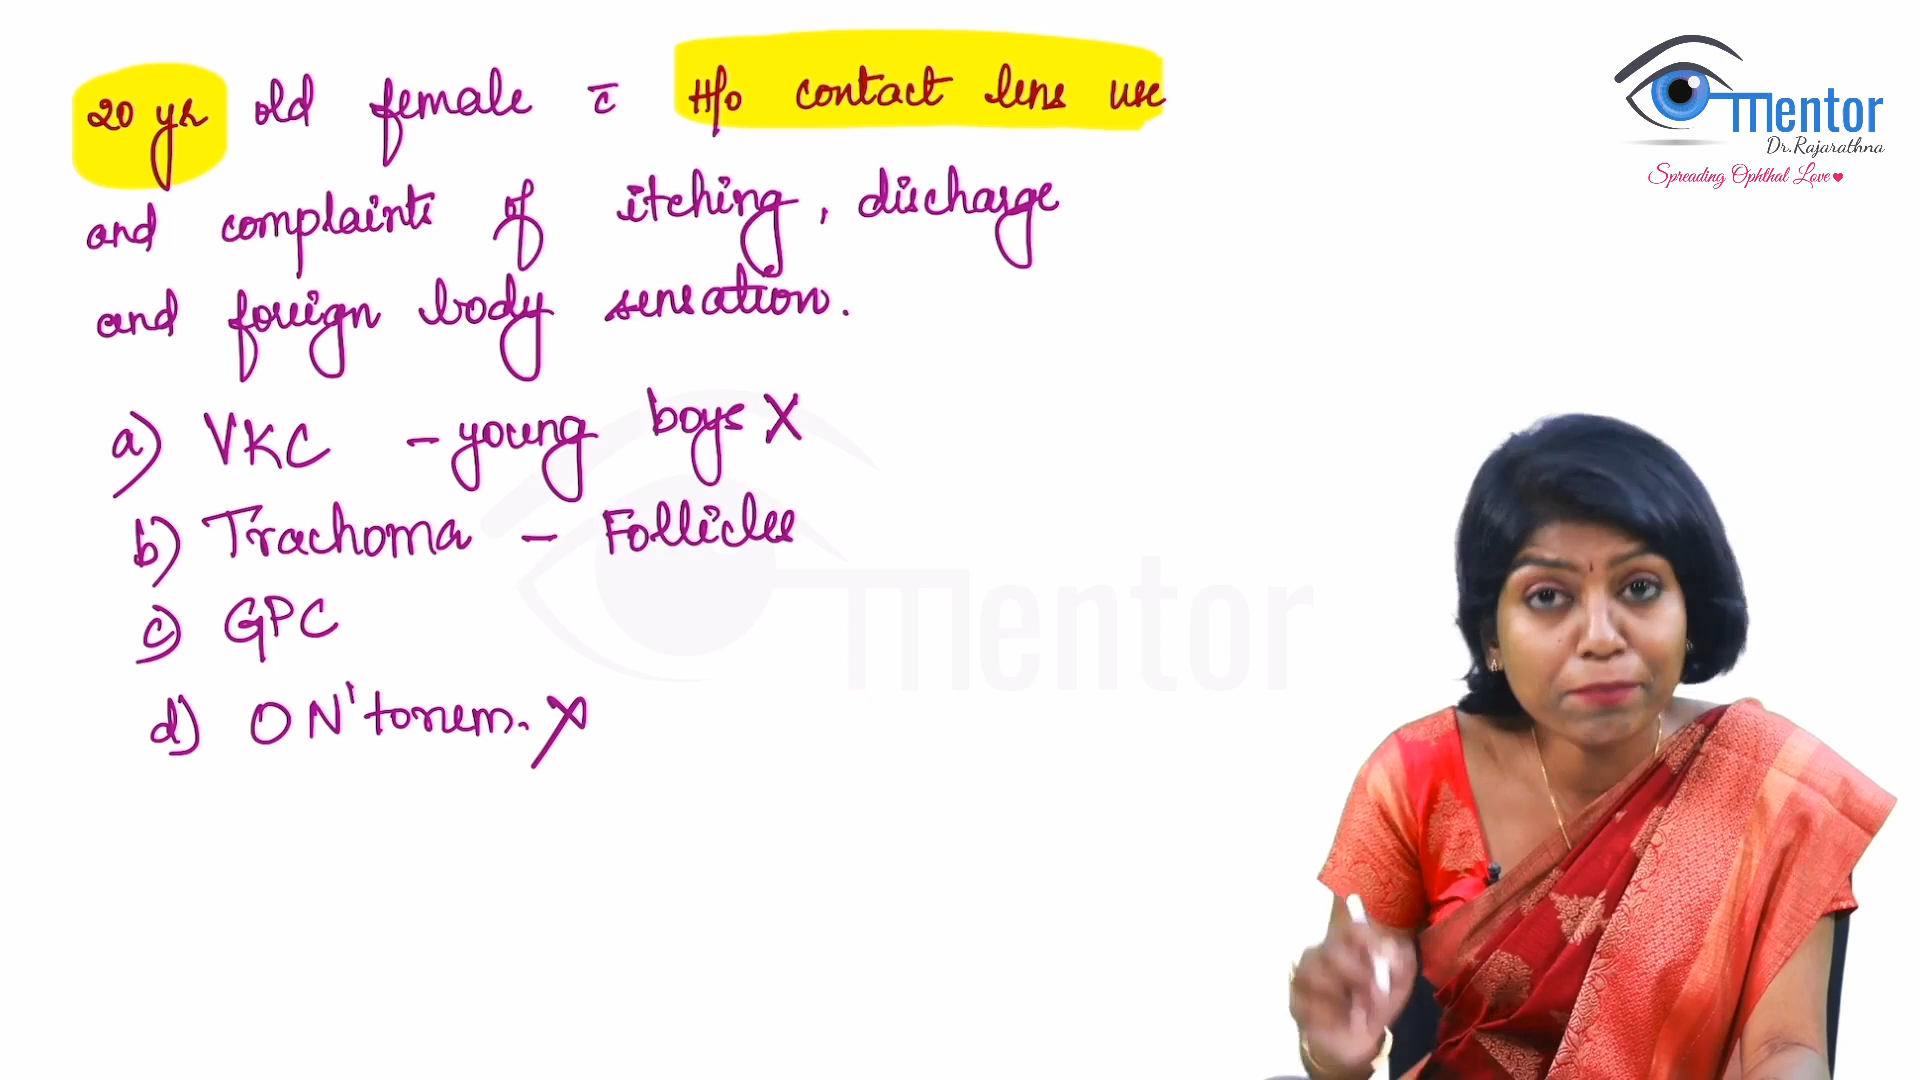 20 yr old female c̄ H/o contact lens use
and complaints of itching, discharge
and foreign body sensation.
a) VKC - young boys X
b) Trachoma - Follicles
c) GPC
d) ON'torrem. X
mentor
Dr.Rajarathna
Spreading Ophthal Love
mentor